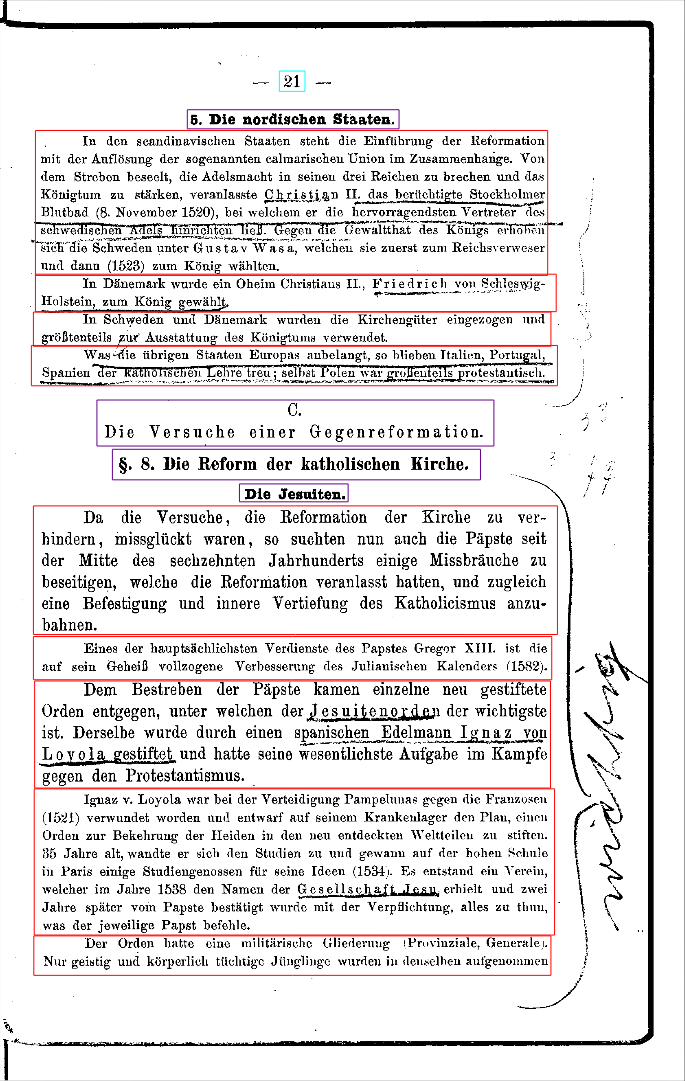 — 21 —
5. Die nordischen Staaten.
In den scandinavischen Staaten steht die Einführung der Reformation
mit der Auflösung der sogenannten calmarischen Union im Zusammenhange. Von
dem Streben beseelt, die Adelsmacht in seinen drei Reichen zu brechen und das
Königtum zu stärken, veranlasste Christian II. das berüchtigte Stockholmer
Blutbad (8. November 1520), bei welchem er die hervorragendsten Vertreter des
schwedischen Adels hinrichten ließ. Gegen die Gewaltthat des Königs erhoben
sich die Schweden unter Gustav Wasa, welchen sie zuerst zum Reichsverweser
und dann (1523) zum König wählten.
In Dänemark wurde ein Oheim Christians II., Friedrich von Schleswig-
Holstein, zum König gewählt.
In Schweden und Dänemark wurden die Kirchengüter eingezogen und
größtenteils zur Ausstattung des Königtums verwendet.
Was die übrigen Staaten Europas anbelangt, so blieben Italien, Portugal,
Spanien der katholischen Lehre treu; selbst Polen war großenteils protestantisch.
C.
Die Versuche einer Gegenreformation.
§. 8. Die Reform der katholischen Kirche.
Die Jesuiten.
Da die Versuche, die Reformation der Kirche zu ver-
hindern, missglückt waren, so suchten nun auch die Päpste seit
der Mitte des sechzehnten Jahrhunderts einige Missbräuche zu
beseitigen, welche die Reformation veranlasst hatten, und zugleich
eine Befestigung und innere Vertiefung des Katholicismus anzu-
bahnen.
Eines der hauptsächlichsten Verdienste des Papstes Gregor XIII. ist die
auf sein Geheiß vollzogene Verbesserung des Julianischen Kalenders (1582).
Dem Bestreben der Päpste kamen einzelne neu gestiftete
Orden entgegen, unter welchen der Jesuitenorden der wichtigste
ist. Derselbe wurde durch einen spanischen Edelmann Ignaz von
Loyola gestiftet und hatte seine wesentlichste Aufgabe im Kampfe
gegen den Protestantismus.
Ignaz v. Loyola war bei der Verteidigung Pampelunas gegen die Franzosen
(1521) verwundet worden und entwarf auf seinem Krankenlager den Plan, einen
Orden zur Bekehrung der Heiden in den neu entdeckten Weltteilen zu stiften.
35 Jahre alt, wandte er sich den Studien zu und gewann auf der hohen Schule
in Paris einige Studiengenossen für seine Ideen (1534). Es entstand ein Verein,
welcher im Jahre 1538 den Namen der Gesellschaft Jesu erhielt und zwei
Jahre später vom Papste bestätigt wurde mit der Verpflichtung, alles zu thun,
was der jeweilige Papst befehle.
Der Orden hatte eine militärische Gliederung (Provinziale, Generale).
Nur geistig und körperlich tüchtige Jünglinge wurden in denselben aufgenommen
wichtig